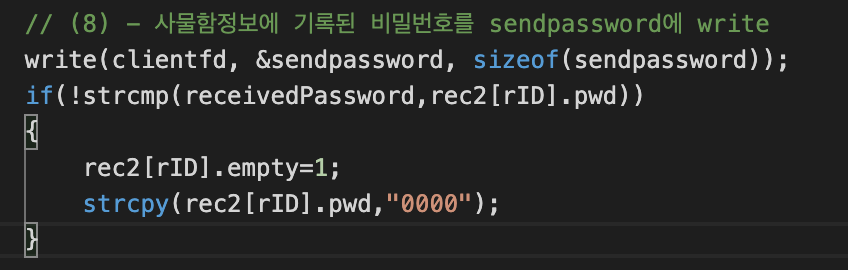 // (8) - 사물함정보에 기록된 비밀번호를 sendpassword에 write
write(clientfd, &sendpassword, sizeof(sendpassword));
if(!strcmp(receivedPassword,rec2[rID].pwd))
{
    rec2[rID].empty=1;
    strcpy(rec2[rID].pwd,"0000");
}